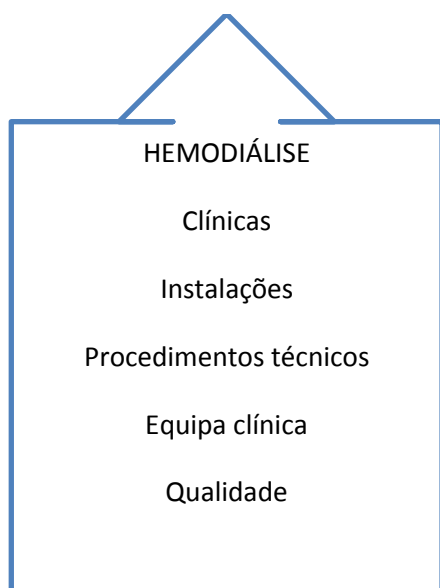 HEMODIÁLISE
Clínicas
Instalações
Procedimentos técnicos
Equipa clínica
Qualidade